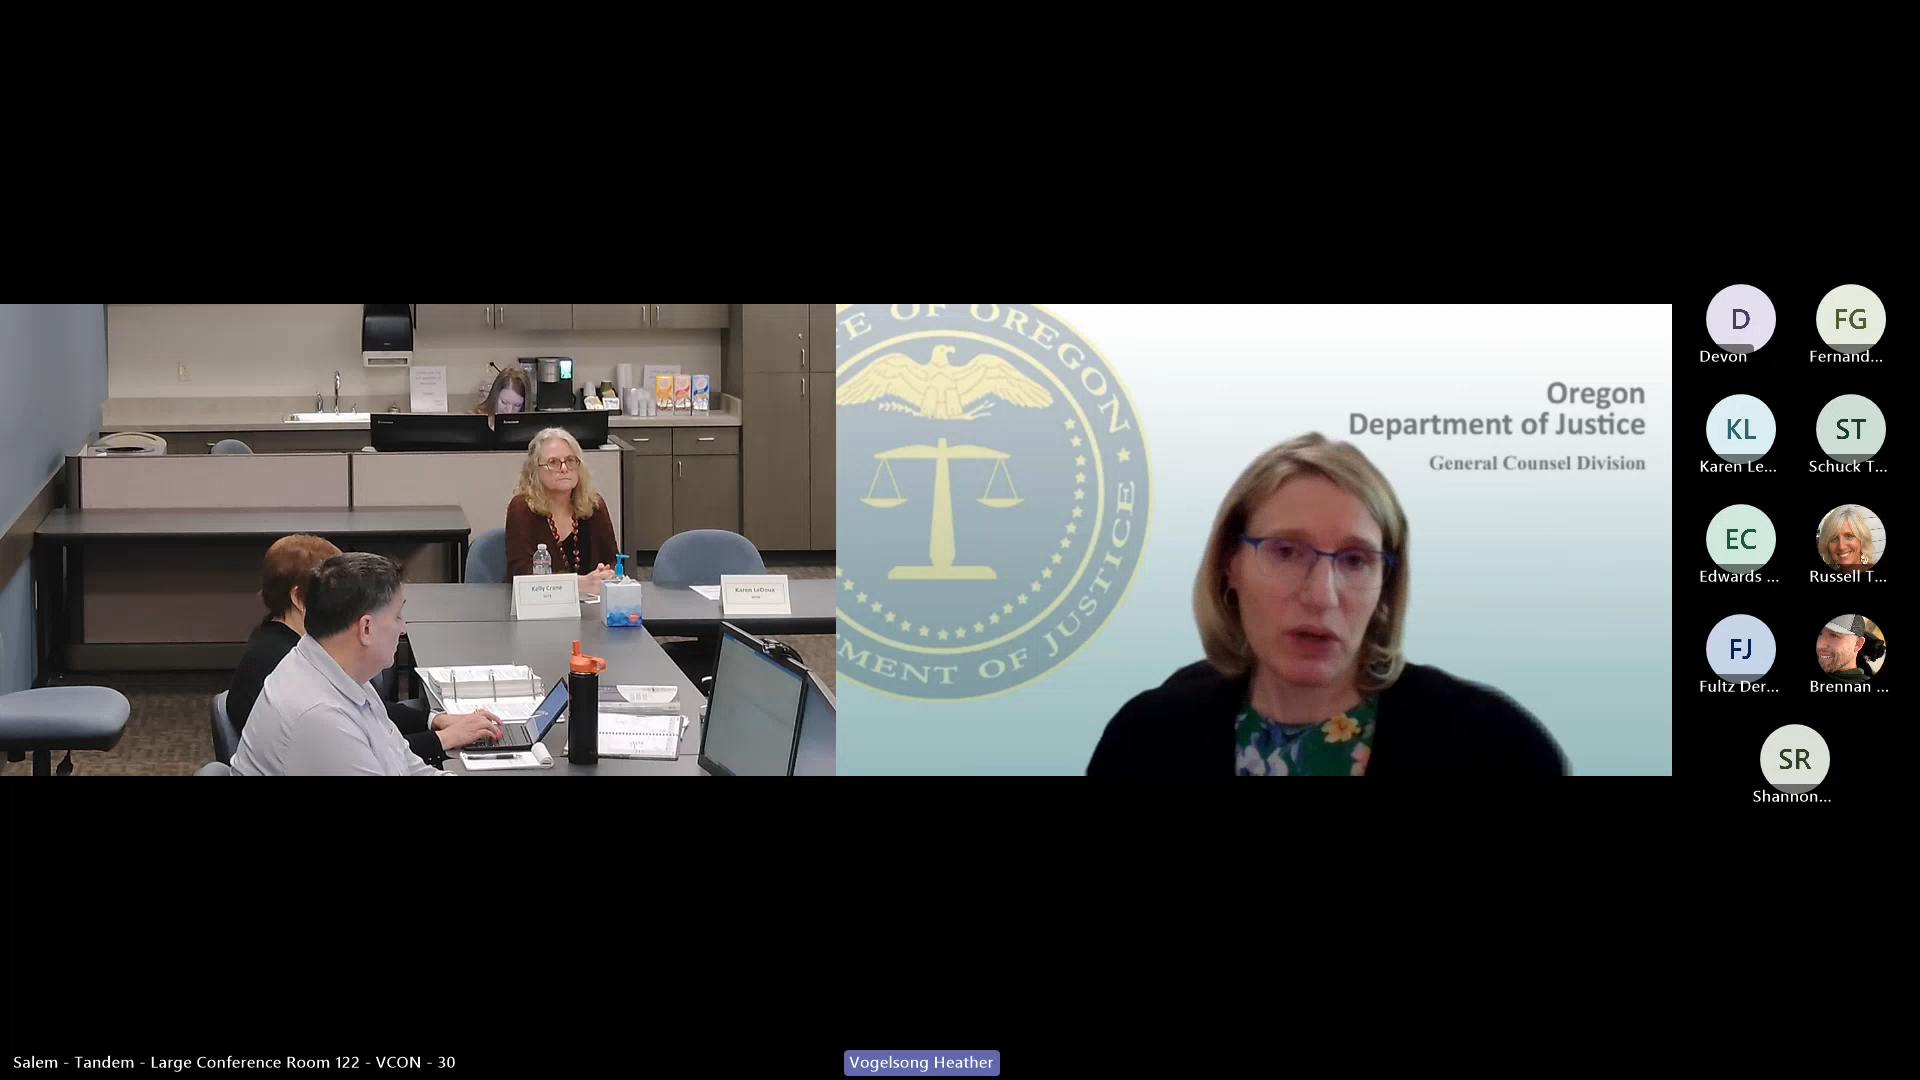 Kelly Crane
Karen LeDoux
E OF OREGON
MENT OF JUSTICE
Oregon
Department of Justice
General Counsel Division
D
Devon
FG
Fernand...
KL
Karen Le...
ST
Schuck T...
EC
Edwards ...
Russell T...
FJ
Fultz Der...
Brennan ...
SR
Shannon...
Salem - Tandem - Large Conference Room 122 - VCON - 30
Vogelsong Heather